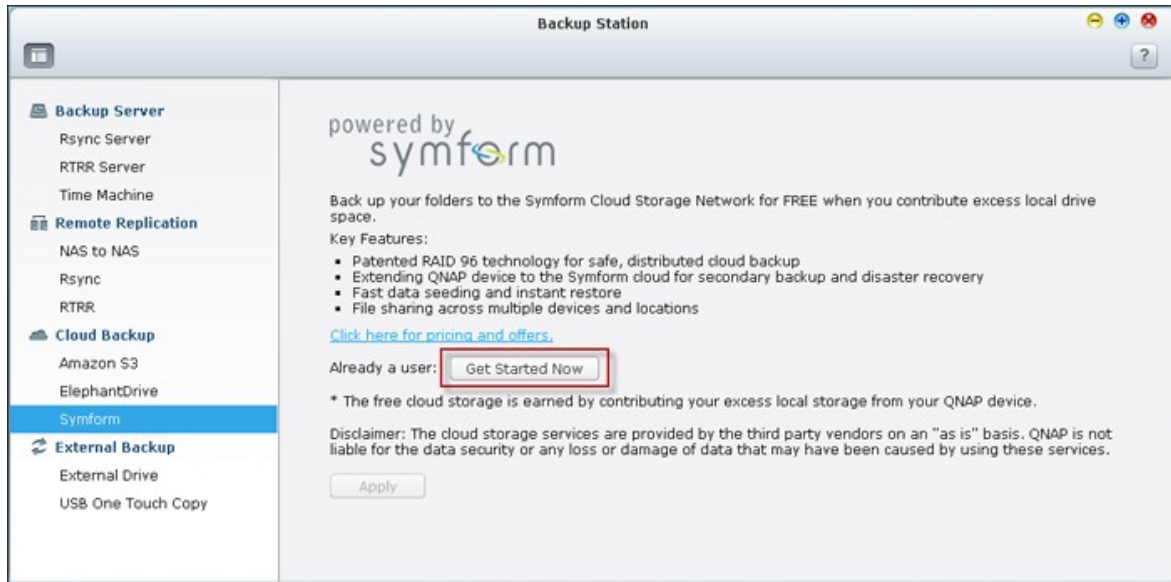 Backup Station
?
Backup Server
Rsync Server
RTRR Server
Time Machine
Remote Replication
NAS to NAS
Rsync
RTRR
Cloud Backup
Amazon S3
ElephantDrive
Symform
External Backup
External Drive
USB One Touch Copy
powered by
symform
Back up your folders to the Symform Cloud Storage Network for FREE when you contribute excess local drive
space.
Key Features:
▪ Patented RAID 96 technology for safe, distributed cloud backup
▪ Extending QNAP device to the Symform cloud for secondary backup and disaster recovery
▪ Fast data seeding and instant restore
▪ File sharing across multiple devices and locations
Click here for pricing and offers.
Already a user: Get Started Now
* The free cloud storage is earned by contributing your excess local storage from your QNAP device.
Disclaimer: The cloud storage services are provided by the third party vendors on an "as is" basis. QNAP is not
liable for the data security or any loss or damage of data that may have been caused by using these services.
Apply